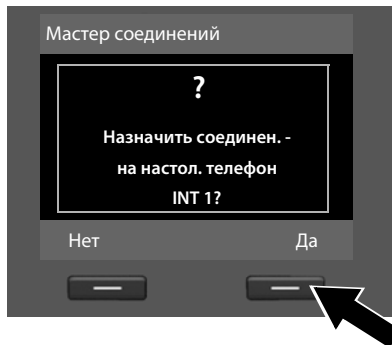 Мастер соединений
?
Назначить соединен. -
на настол. телефон
INT 1?
Нет Да